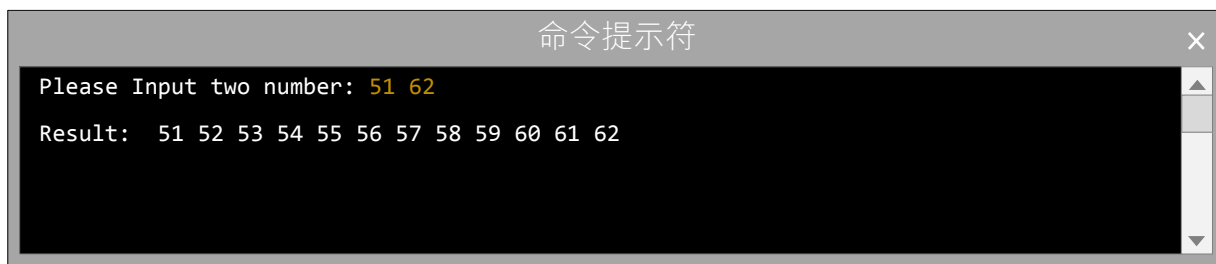 命令提示符
Please Input two number: 51 62
Result: 51 52 53 54 55 56 57 58 59 60 61 62